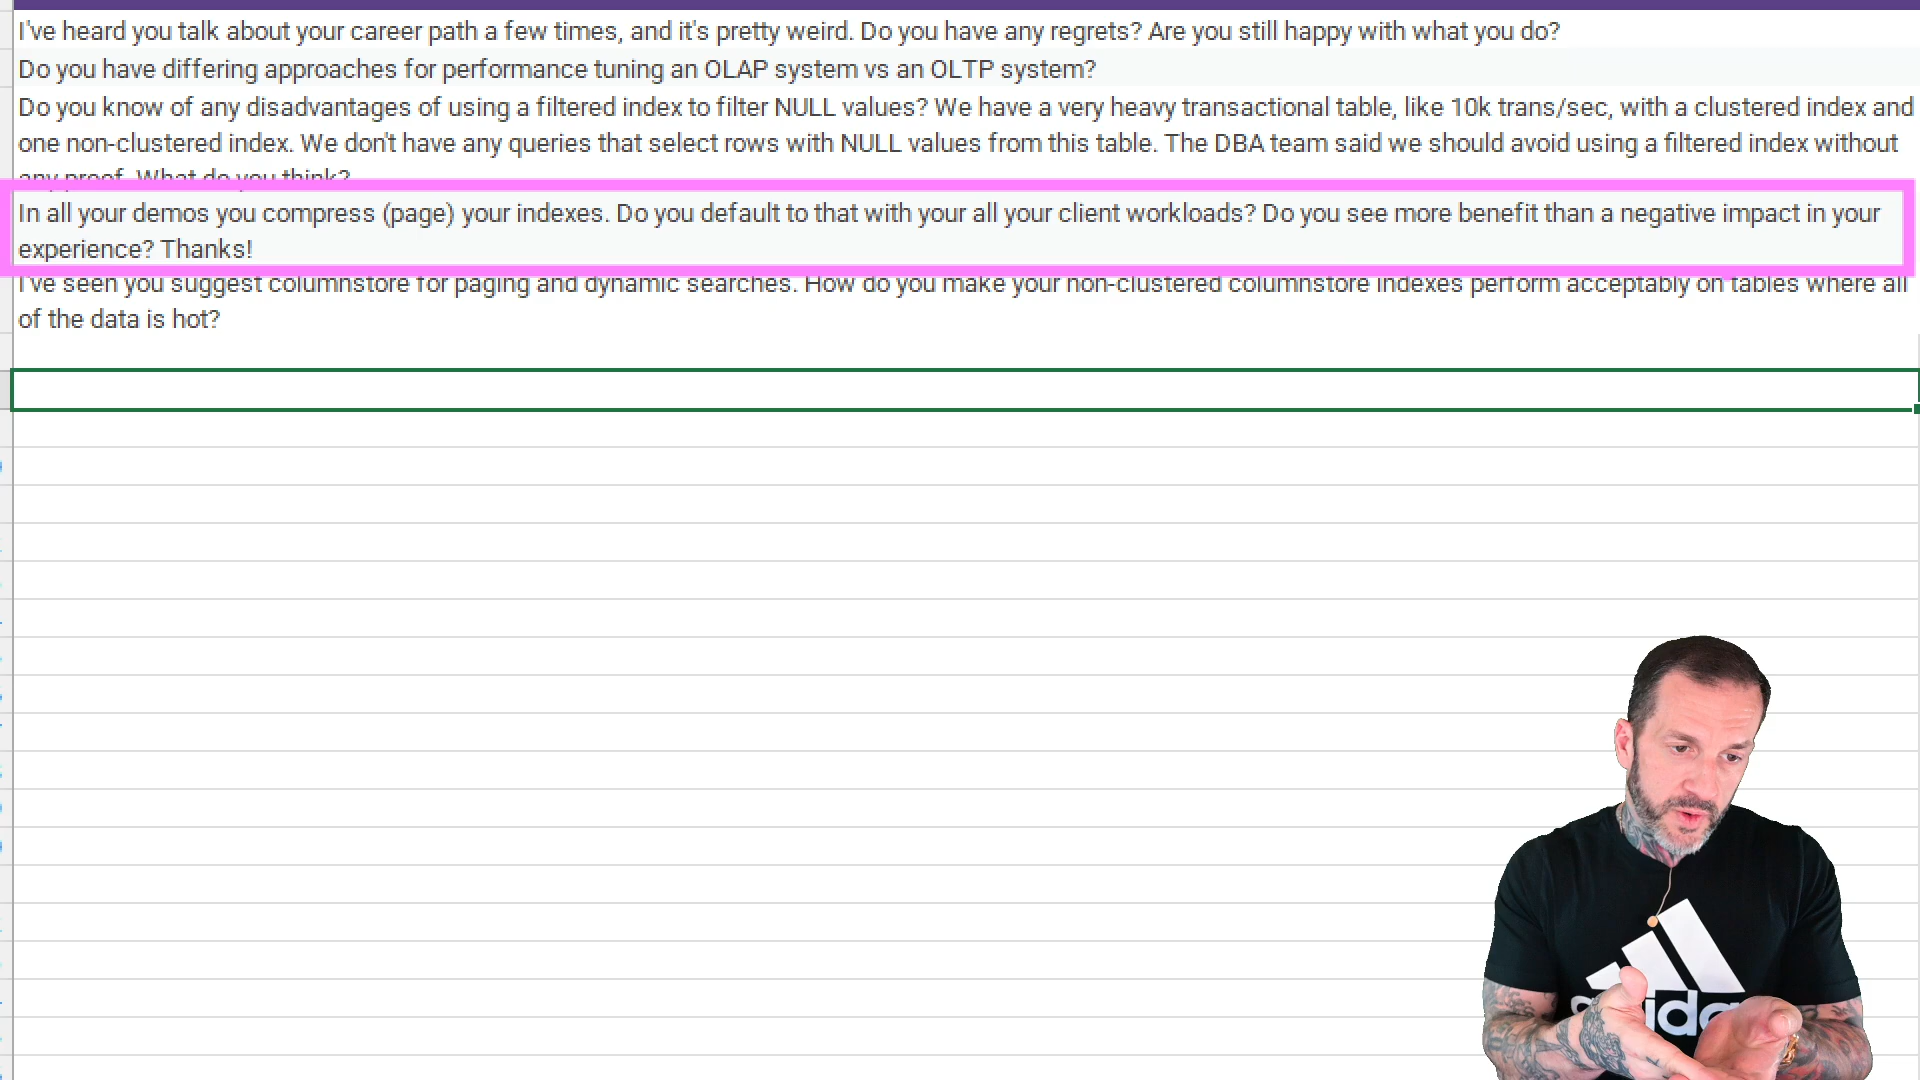 I've heard you talk about your career path a few times, and it's pretty weird. Do you have any regrets? Are you still happy with what you do?
Do you have differing approaches for performance tuning an OLAP system vs an OLTP system?
Do you know of any disadvantages of using a filtered index to filter NULL values? We have a very heavy transactional table, like 10k trans/sec, with a clustered index and
one non-clustered index. We don't have any queries that select rows with NULL values from this table. The DBA team said we should avoid using a filtered index without
any proof. What do you think?
In all your demos you compress (page) your indexes. Do you default to that with your all your client workloads? Do you see more benefit than a negative impact in your
experience? Thanks!
I've seen you suggest columnstore for paging and dynamic searches. How do you make your non-clustered columnstore indexes perform acceptably on tables where all
of the data is hot?